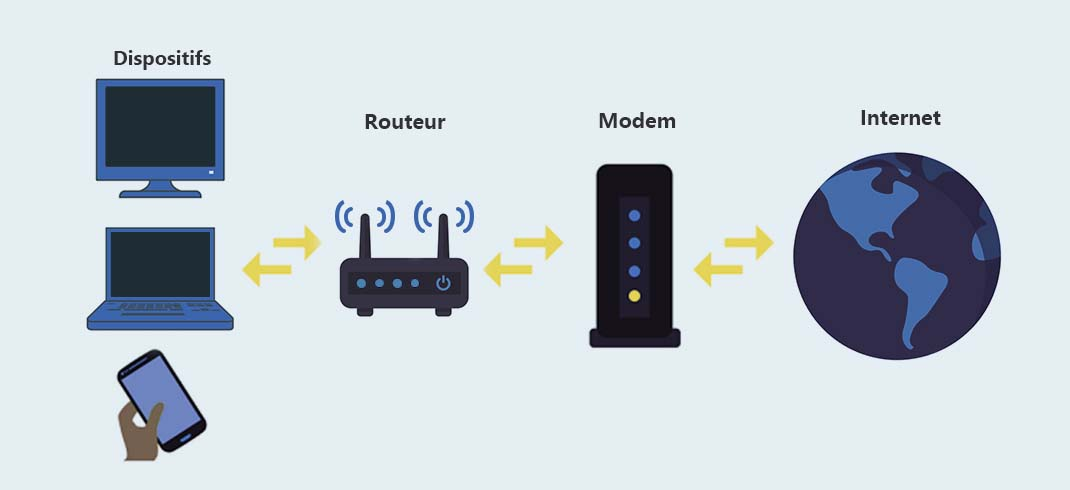 Dispositifs
Routeur
Modem
Internet